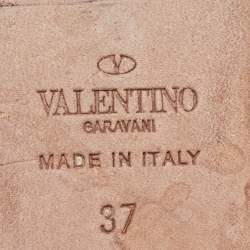 VALENTINO
GARAVANI
MADE IN ITALY
37